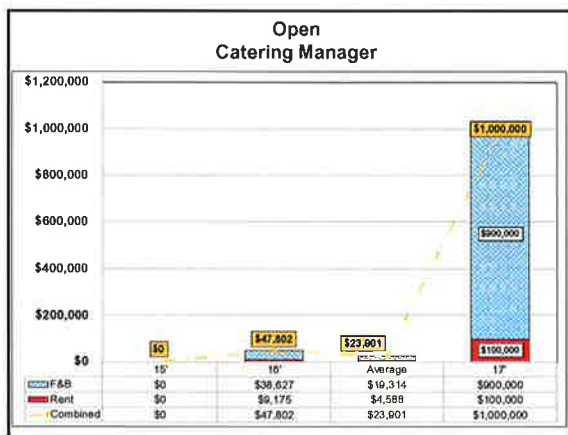 Open
Catering Manager
$1,200,000
$1,000,000
$800,000
$600,000
$400,000
$200,000
$0
$0
$47,802
$23,901
$1,000,000
$900,000
$100,000
15' 16' Average 17'
F&B $0 $38,627 $19,314 $900,000
Rent $0 $9,175 $4,588 $100,000
Combined $0 $47,802 $23,901 $1,000,000